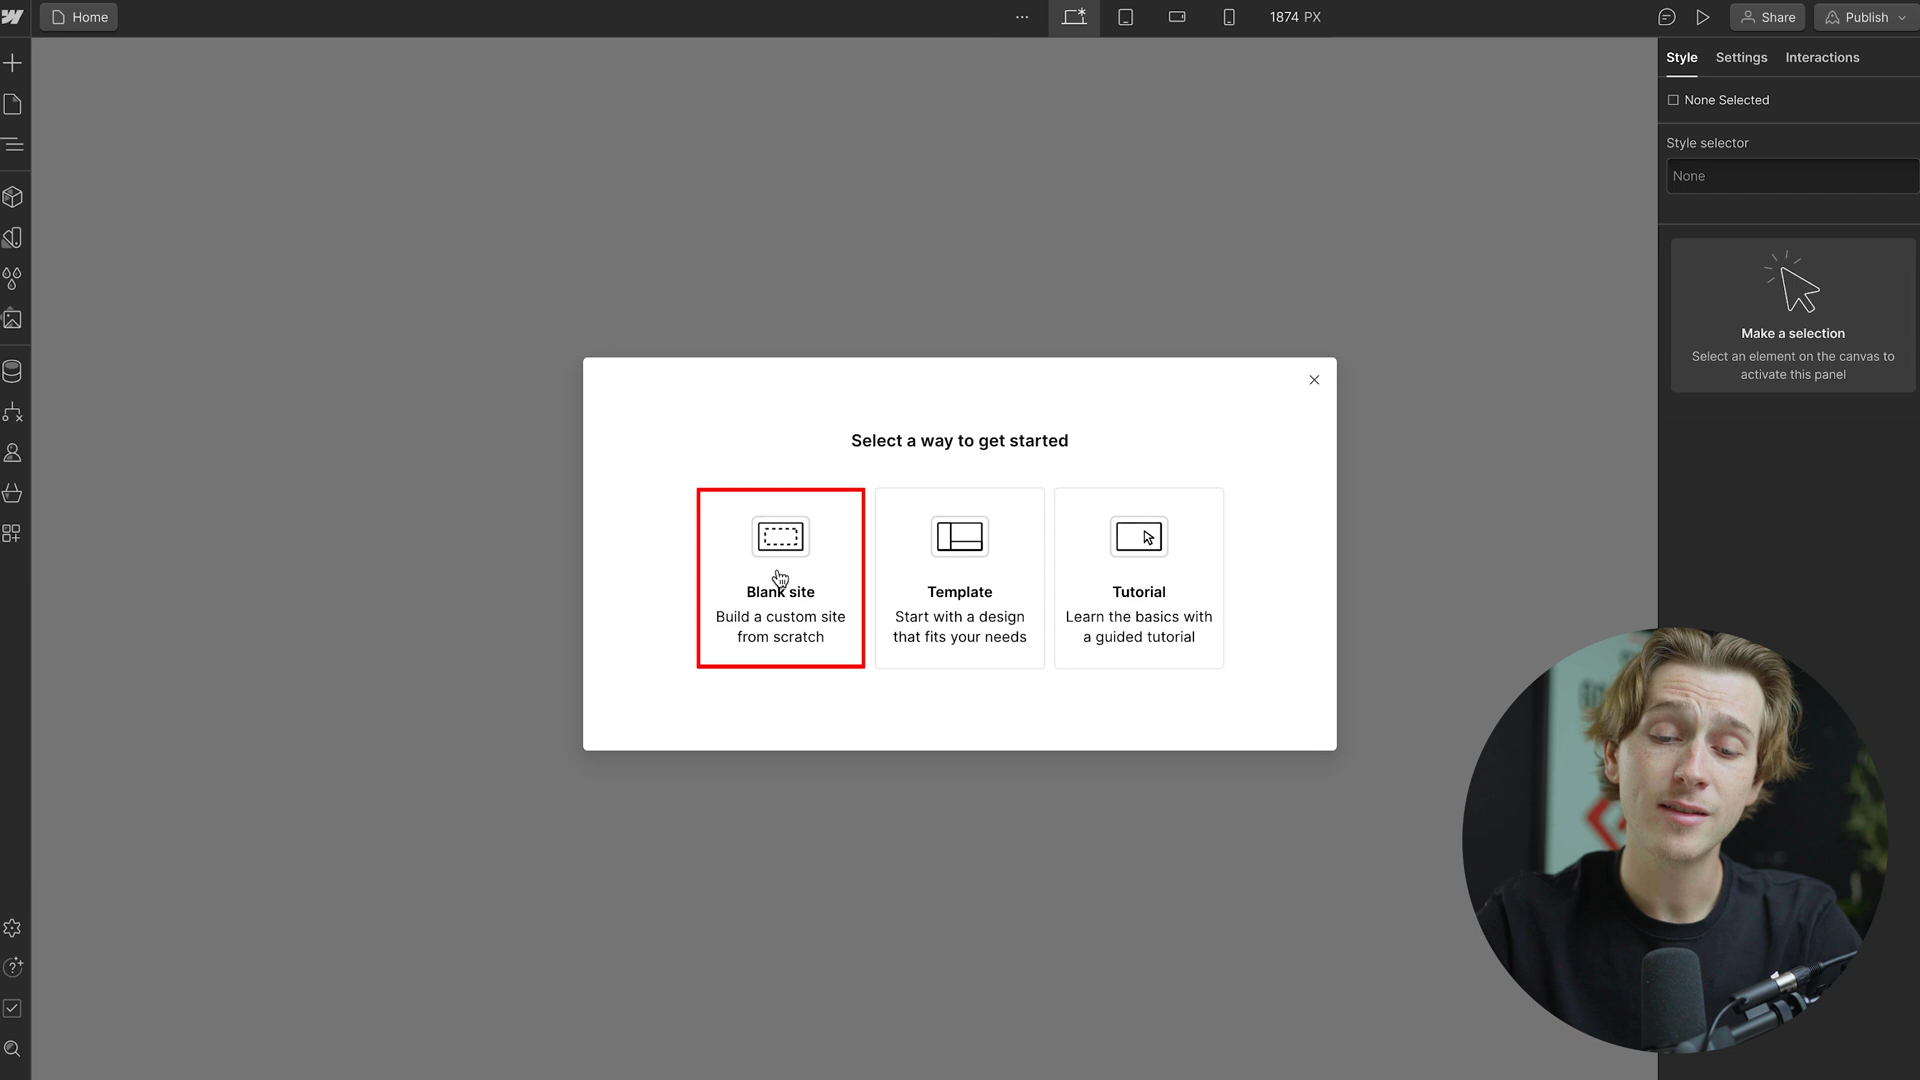 Home
1874 PX
Share
Publish
Style Settings Interactions
None Selected
Style selector
None
Make a selection
Select an element on the canvas to
activate this panel
Select a way to get started
Blank site
Build a custom site
from scratch
Template
Start with a design
that fits your needs
Tutorial
Learn the basics with
a guided tutorial